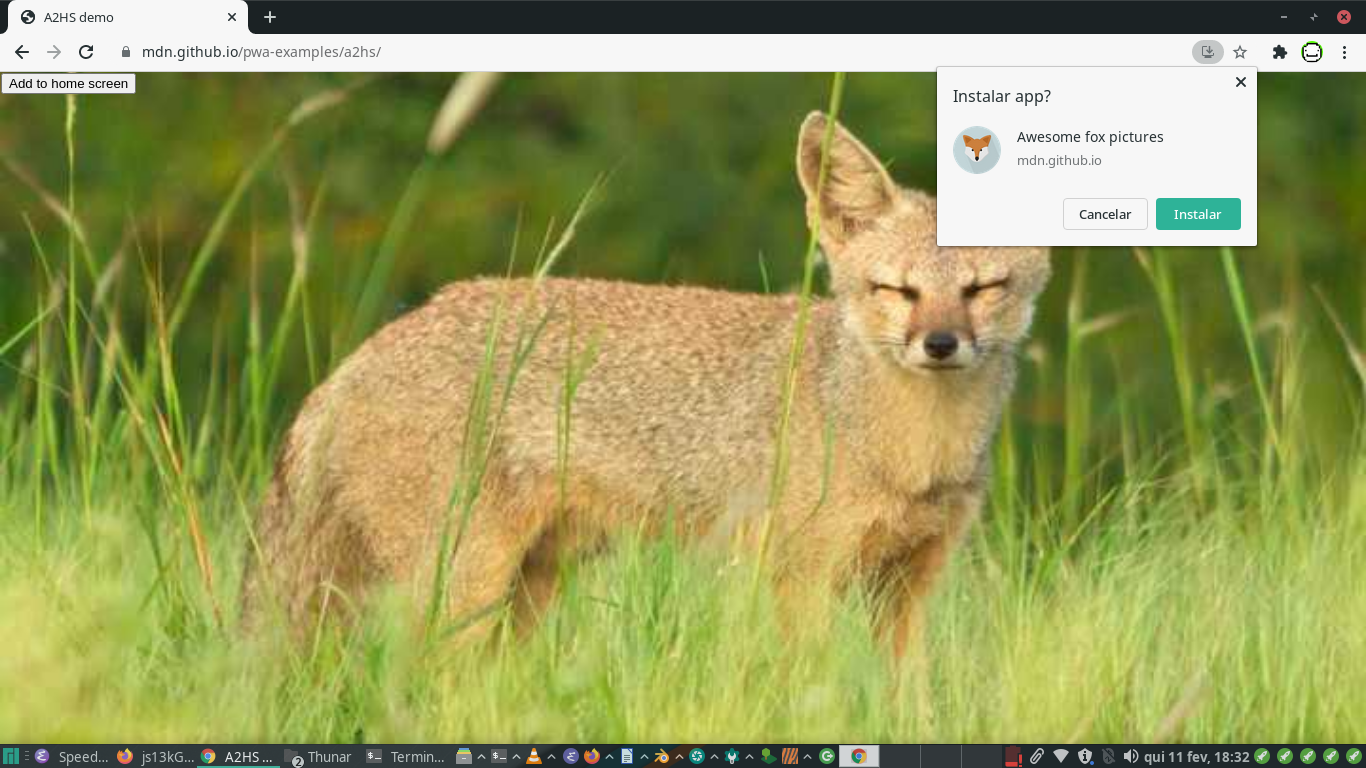 A2HS demo
mdn.github.io/pwa-examples/a2hs/
Add to home screen
Instalar app?
Awesome fox pictures
mdn.github.io
Cancelar
Instalar
Speed...
js13kG...
A2HS ...
2
Thunar
Termin...
qui 11 fev, 18:32